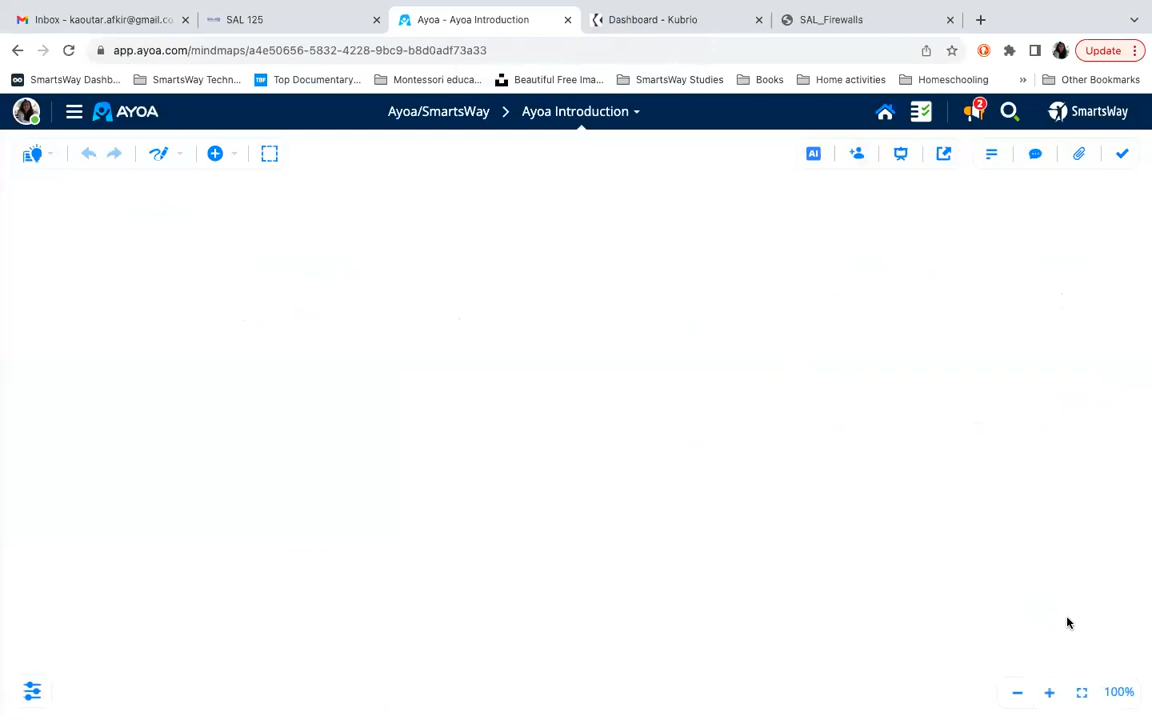 Inbox - kaoutar.afkir@gmail.co
SAL 125
Ayoa - Ayoa Introduction
Dashboard - Kubrio
SAL_Firewalls
app.ayoa.com/mindmaps/a4e50656-5832-4228-9bc9-b8d0adf73a33
Update
SmartsWay Dashb...
SmartsWay Techn...
TBF
Top Documentary...
Montessori educa...
Beautiful Free Ima...
SmartsWay Studies
Books
Home activities
Homeschooling
»
Other Bookmarks
AYOA
Ayoa/SmartsWay > Ayoa Introduction
2
SmartsWay
AI
100%